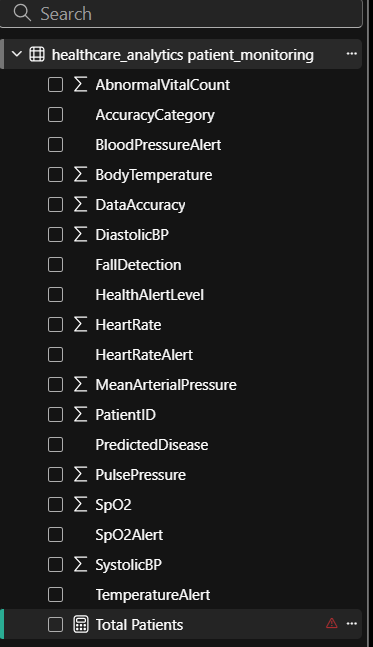 Search
healthcare_analytics patient_monitoring
AbnormalVitalCount
AccuracyCategory
BloodPressureAlert
BodyTemperature
DataAccuracy
DiastolicBP
FallDetection
HealthAlertLevel
HeartRate
HeartRateAlert
MeanArterialPressure
PatientID
PredictedDisease
PulsePressure
SpO2
SpO2Alert
SystolicBP
TemperatureAlert
Total Patients